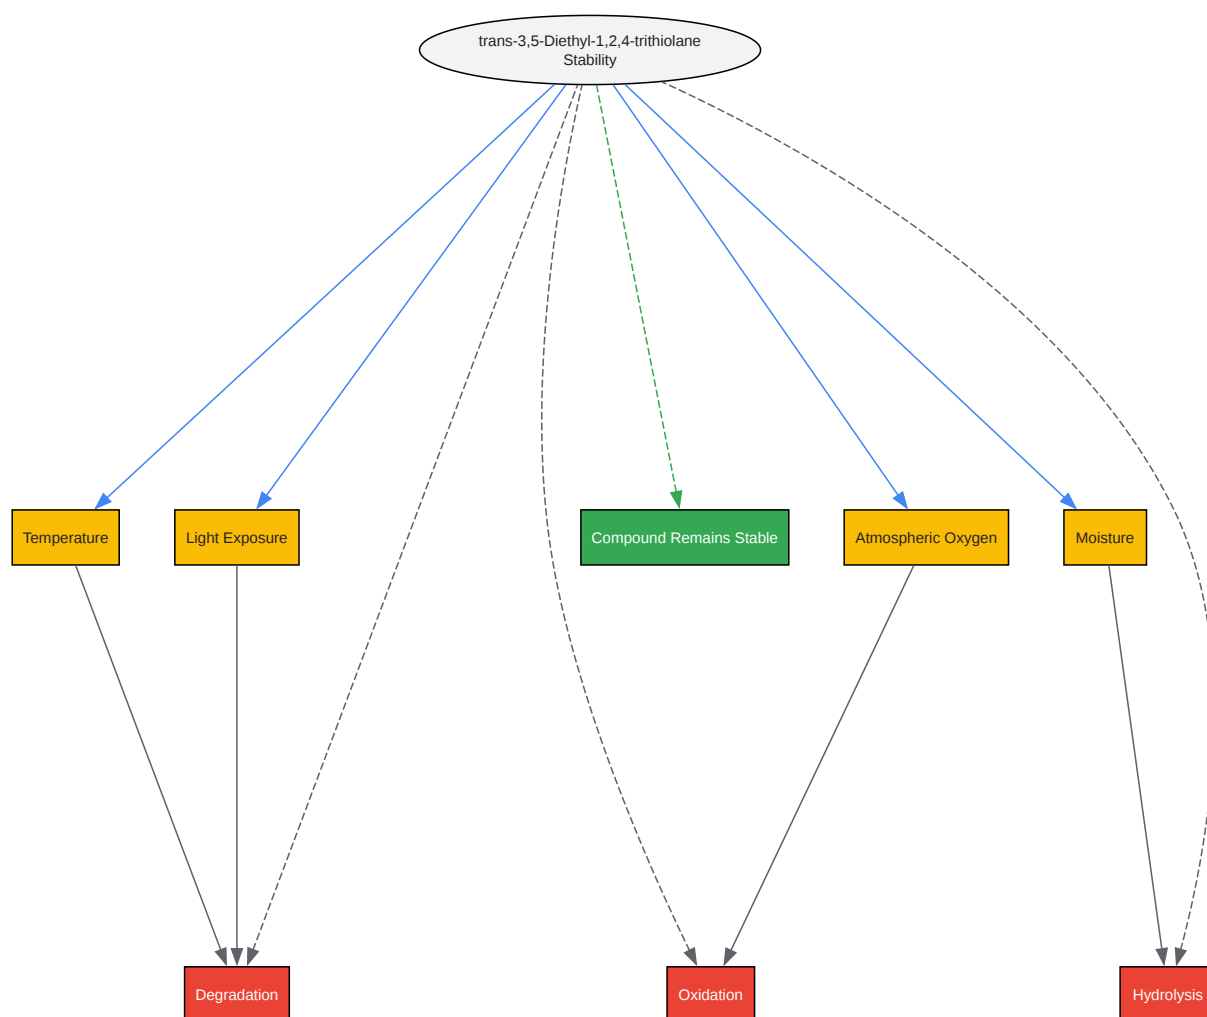 trans-3,5-Diethyl-1,2,4-trithiolane
Stability
Temperature
Light Exposure
Compound Remains Stable
Atmospheric Oxygen
Moisture
Degradation
Oxidation
Hydrolysis